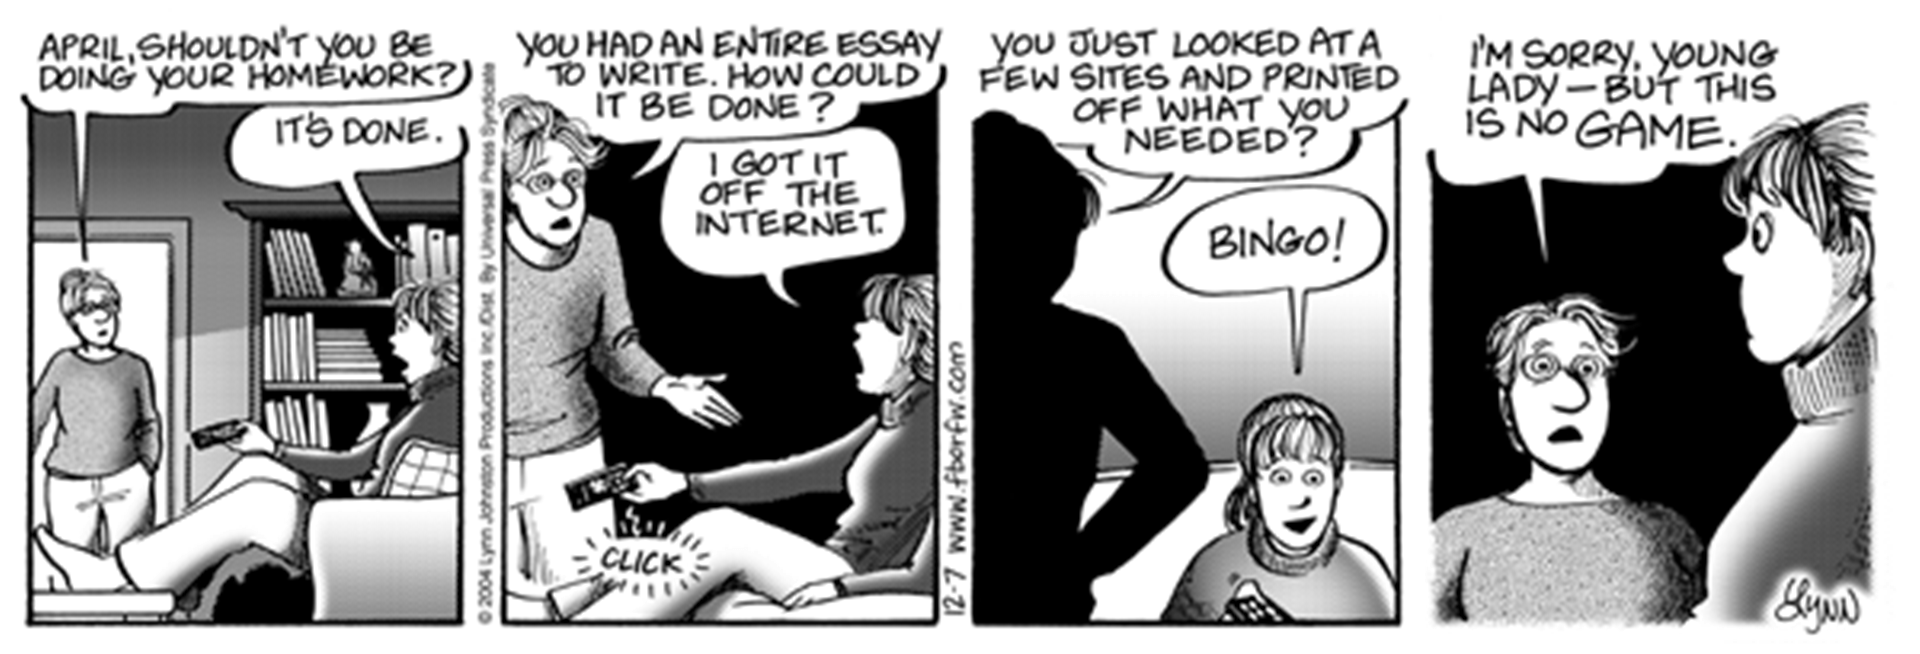 APRIL, SHOULDN'T YOU BE
DOING YOUR HOMEWORK?
IT'S DONE.
© 2004 Lynn Johnston Productions Inc./Dist. By Universal Press Syndicate
YOU HAD AN ENTIRE ESSAY
TO WRITE. HOW COULD
IT BE DONE?
I GOT IT
OFF THE
INTERNET.
CLICK
12-7 www.fborfw.com
YOU JUST LOOKED AT A
FEW SITES AND PRINTED
OFF WHAT YOU
NEEDED?
BINGO!
I'M SORRY, YOUNG
LADY—BUT THIS
IS NO GAME.
Lynn